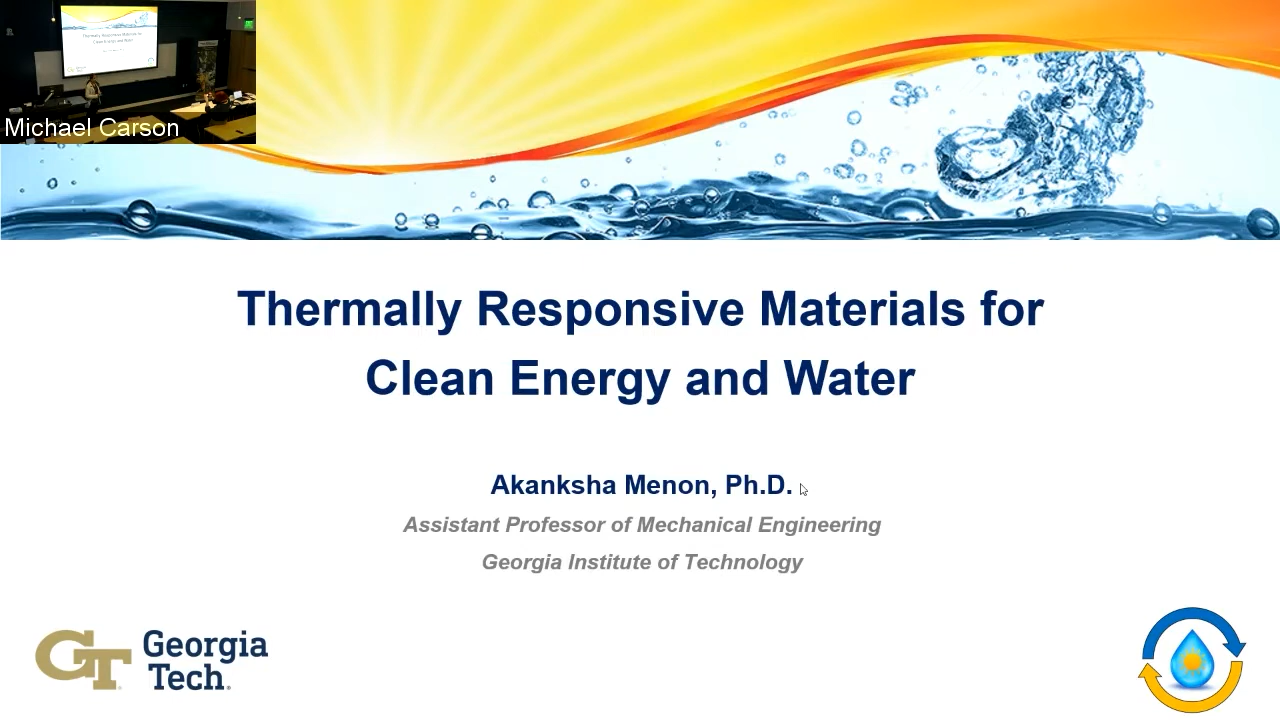 Michael Carson
Thermally Responsive Materials for
Clean Energy and Water
Akanksha Menon, Ph.D.
Assistant Professor of Mechanical Engineering
Georgia Institute of Technology
GT Georgia
Tech.